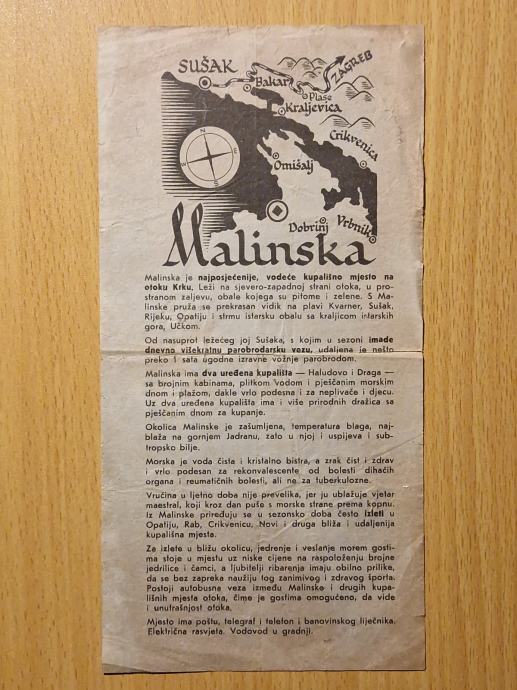 SUŠAK
Bakar
ZAGREB
Plase
Kraljevica
Crikvenica
N
W
E
S
Omišalj
Dobrinj
Vrbnik
Malinska
Malinska je najposjećenije, vodeće kupališno mjesto na
otoku Krku. Leži na sjevero-zapadnoj strani otoka, u pro-
stranom zaljevu, obale kojega su pitome i zelene. S Ma-
linske pruža se prekrasan vidik na plavi Kvarner, Sušak,
Rijeku, Opatiju i strmu istarsku obalu sa kraljicom istarskih
gora, Učkom.
Od nasuprot ležećeg joj Sušaka, s kojim u sezoni imade
dnevno višekratnu parobrodarsku vezu, udaljena je nešto
preko 1 sata ugodne izravne vožnje parobrodom.
Malinska ima dva uređena kupališta — Haludovo i Draga —
sa brojnim kabinama, plitkom vodom i pješčanim morskim
dnom i plažom, dakle vrlo podesna i za neplivače i djecu.
Uz dva uređena kupališta ima i više prirodnih dražica sa
pješčanim dnom za kupanje.
Okolica Malinske je zašumljena, temperatura blaga, naj-
blaža na gornjem Jadranu, zato u njoj i uspijeva i sub-
tropsko bilje.
Morska je voda čista i kristalno bistra, a zrak čist i zdrav
i vrlo podesan za rekonvalescente od bolesti dihaćih
organa i reumatičnih bolesti, ali ne za tuberkulozne.
Vrućina u ljetno doba nije prevelika, jer ju ublažuje vjetar
maestral, koji kroz dan puše s morske strane prema kopnu.
Iz Malinske priređuju se u sezonsko doba često izleti u
Opatiju, Rab, Crikvenicu, Novi i druga bliža i udaljenija
kupališna mjesta.
Za izlete u bližu okolicu, jedrenje i veslanje morem gosti-
ma stoje u mjestu uz niske cijene na raspoloženju brojne
jedrilice i čamci, a ljubitelji ribarenja imaju obilno prilike,
da se bez zapreka naužiju tog zanimivog i zdravog športa.
Postoji autobusna veza između Malinske i drugih kupa-
lišnih mjesta otoka, čime je gostima omogućeno, da vide
i unutrašnjost otoka.
Mjesto ima poštu, telegraf i telefon i banovinskog liječnika.
Električna rasvjeta. Vodovod u gradnji.